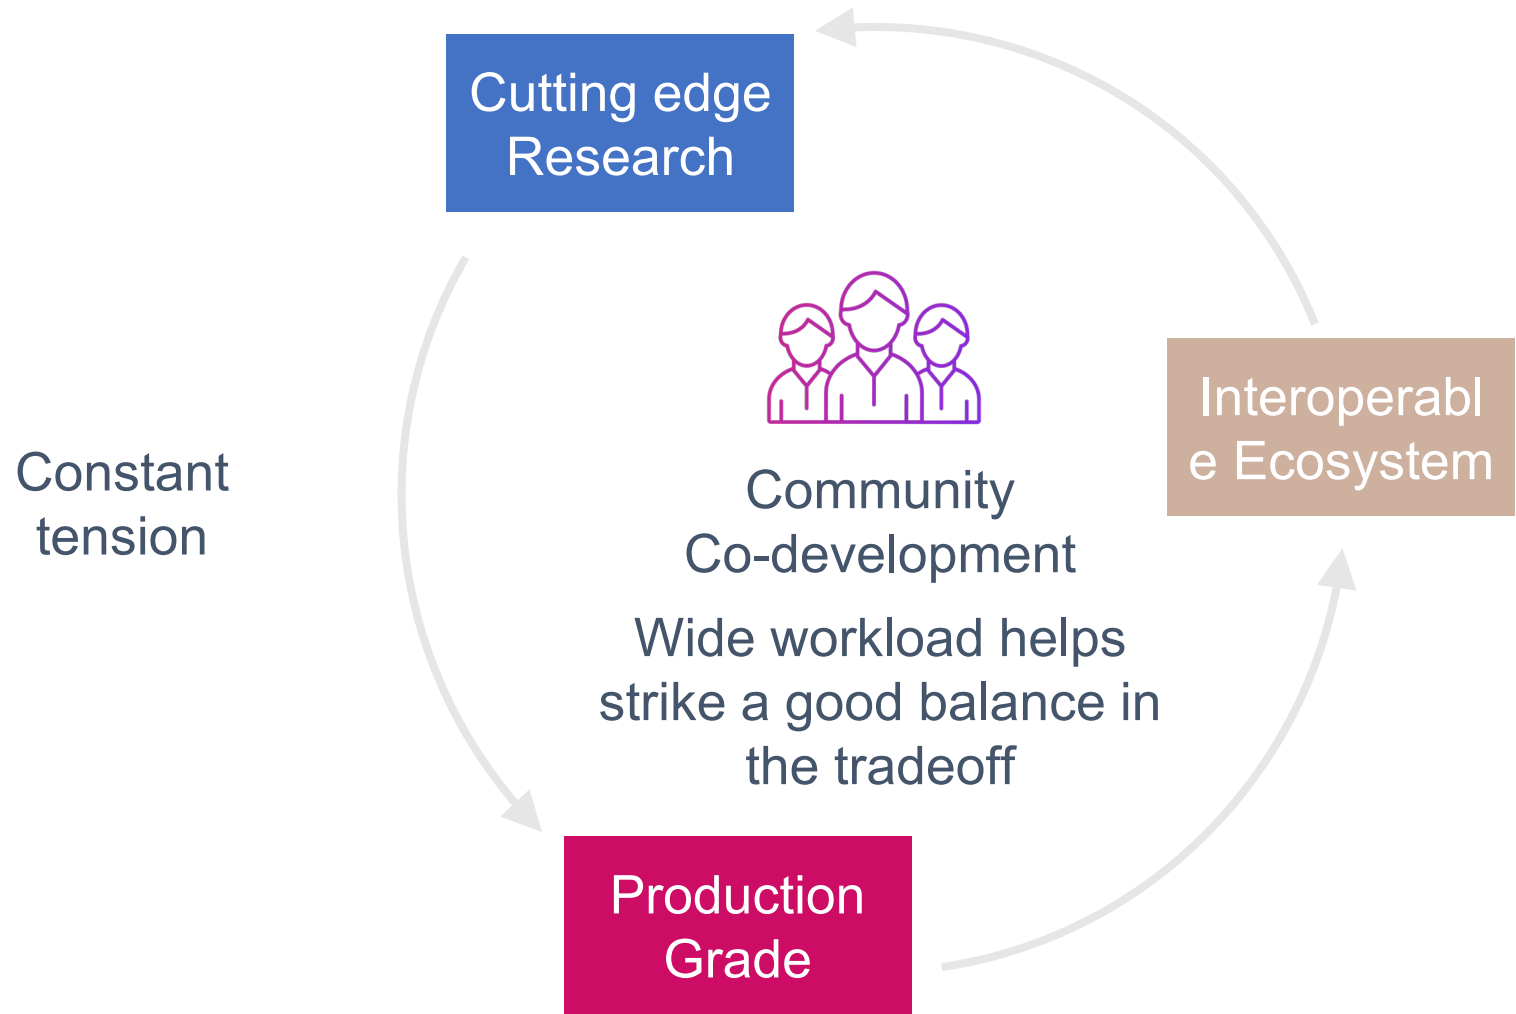 Cutting edge
Research
Interoperabl
e Ecosystem
Constant
tension
Community
Co-development
Wide workload helps
strike a good balance in
the tradeoff
Production
Grade